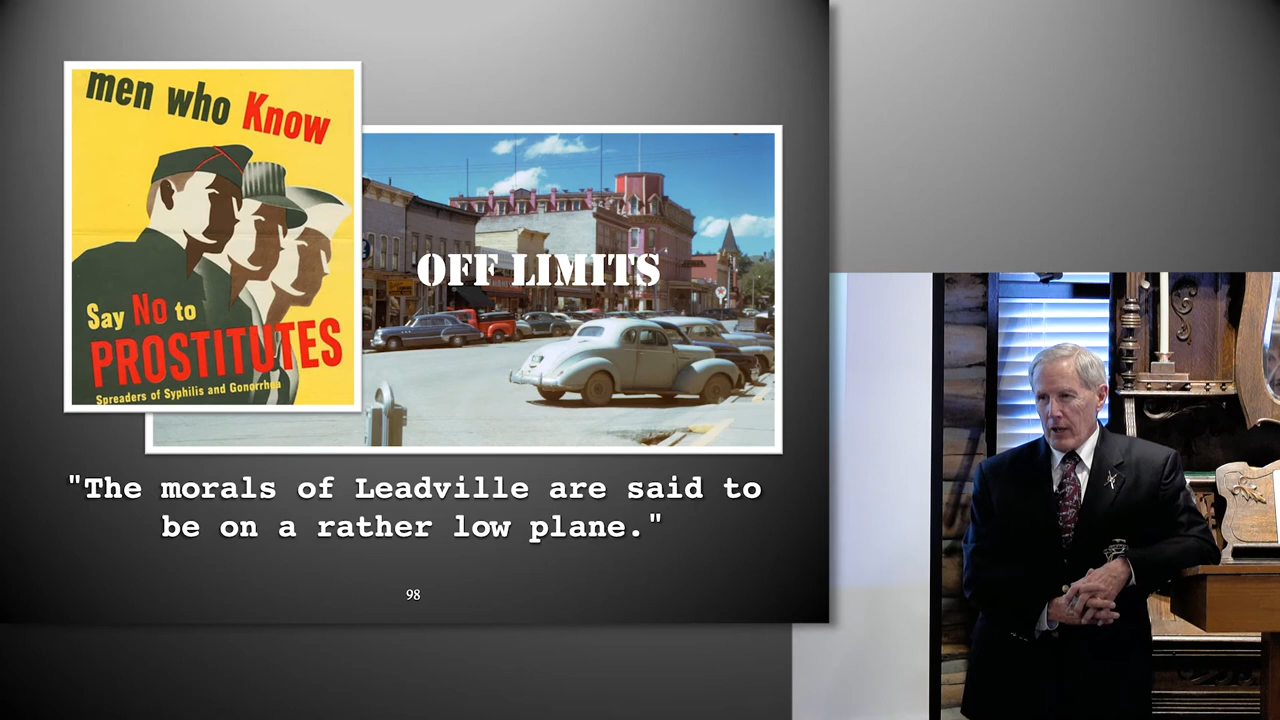 men who Know
Say No to
PROSTITUTES
Spreaders of Syphilis and Gonorrhea
OFF LIMITS
"The morals of Leadville are said to
be on a rather low plane."
98